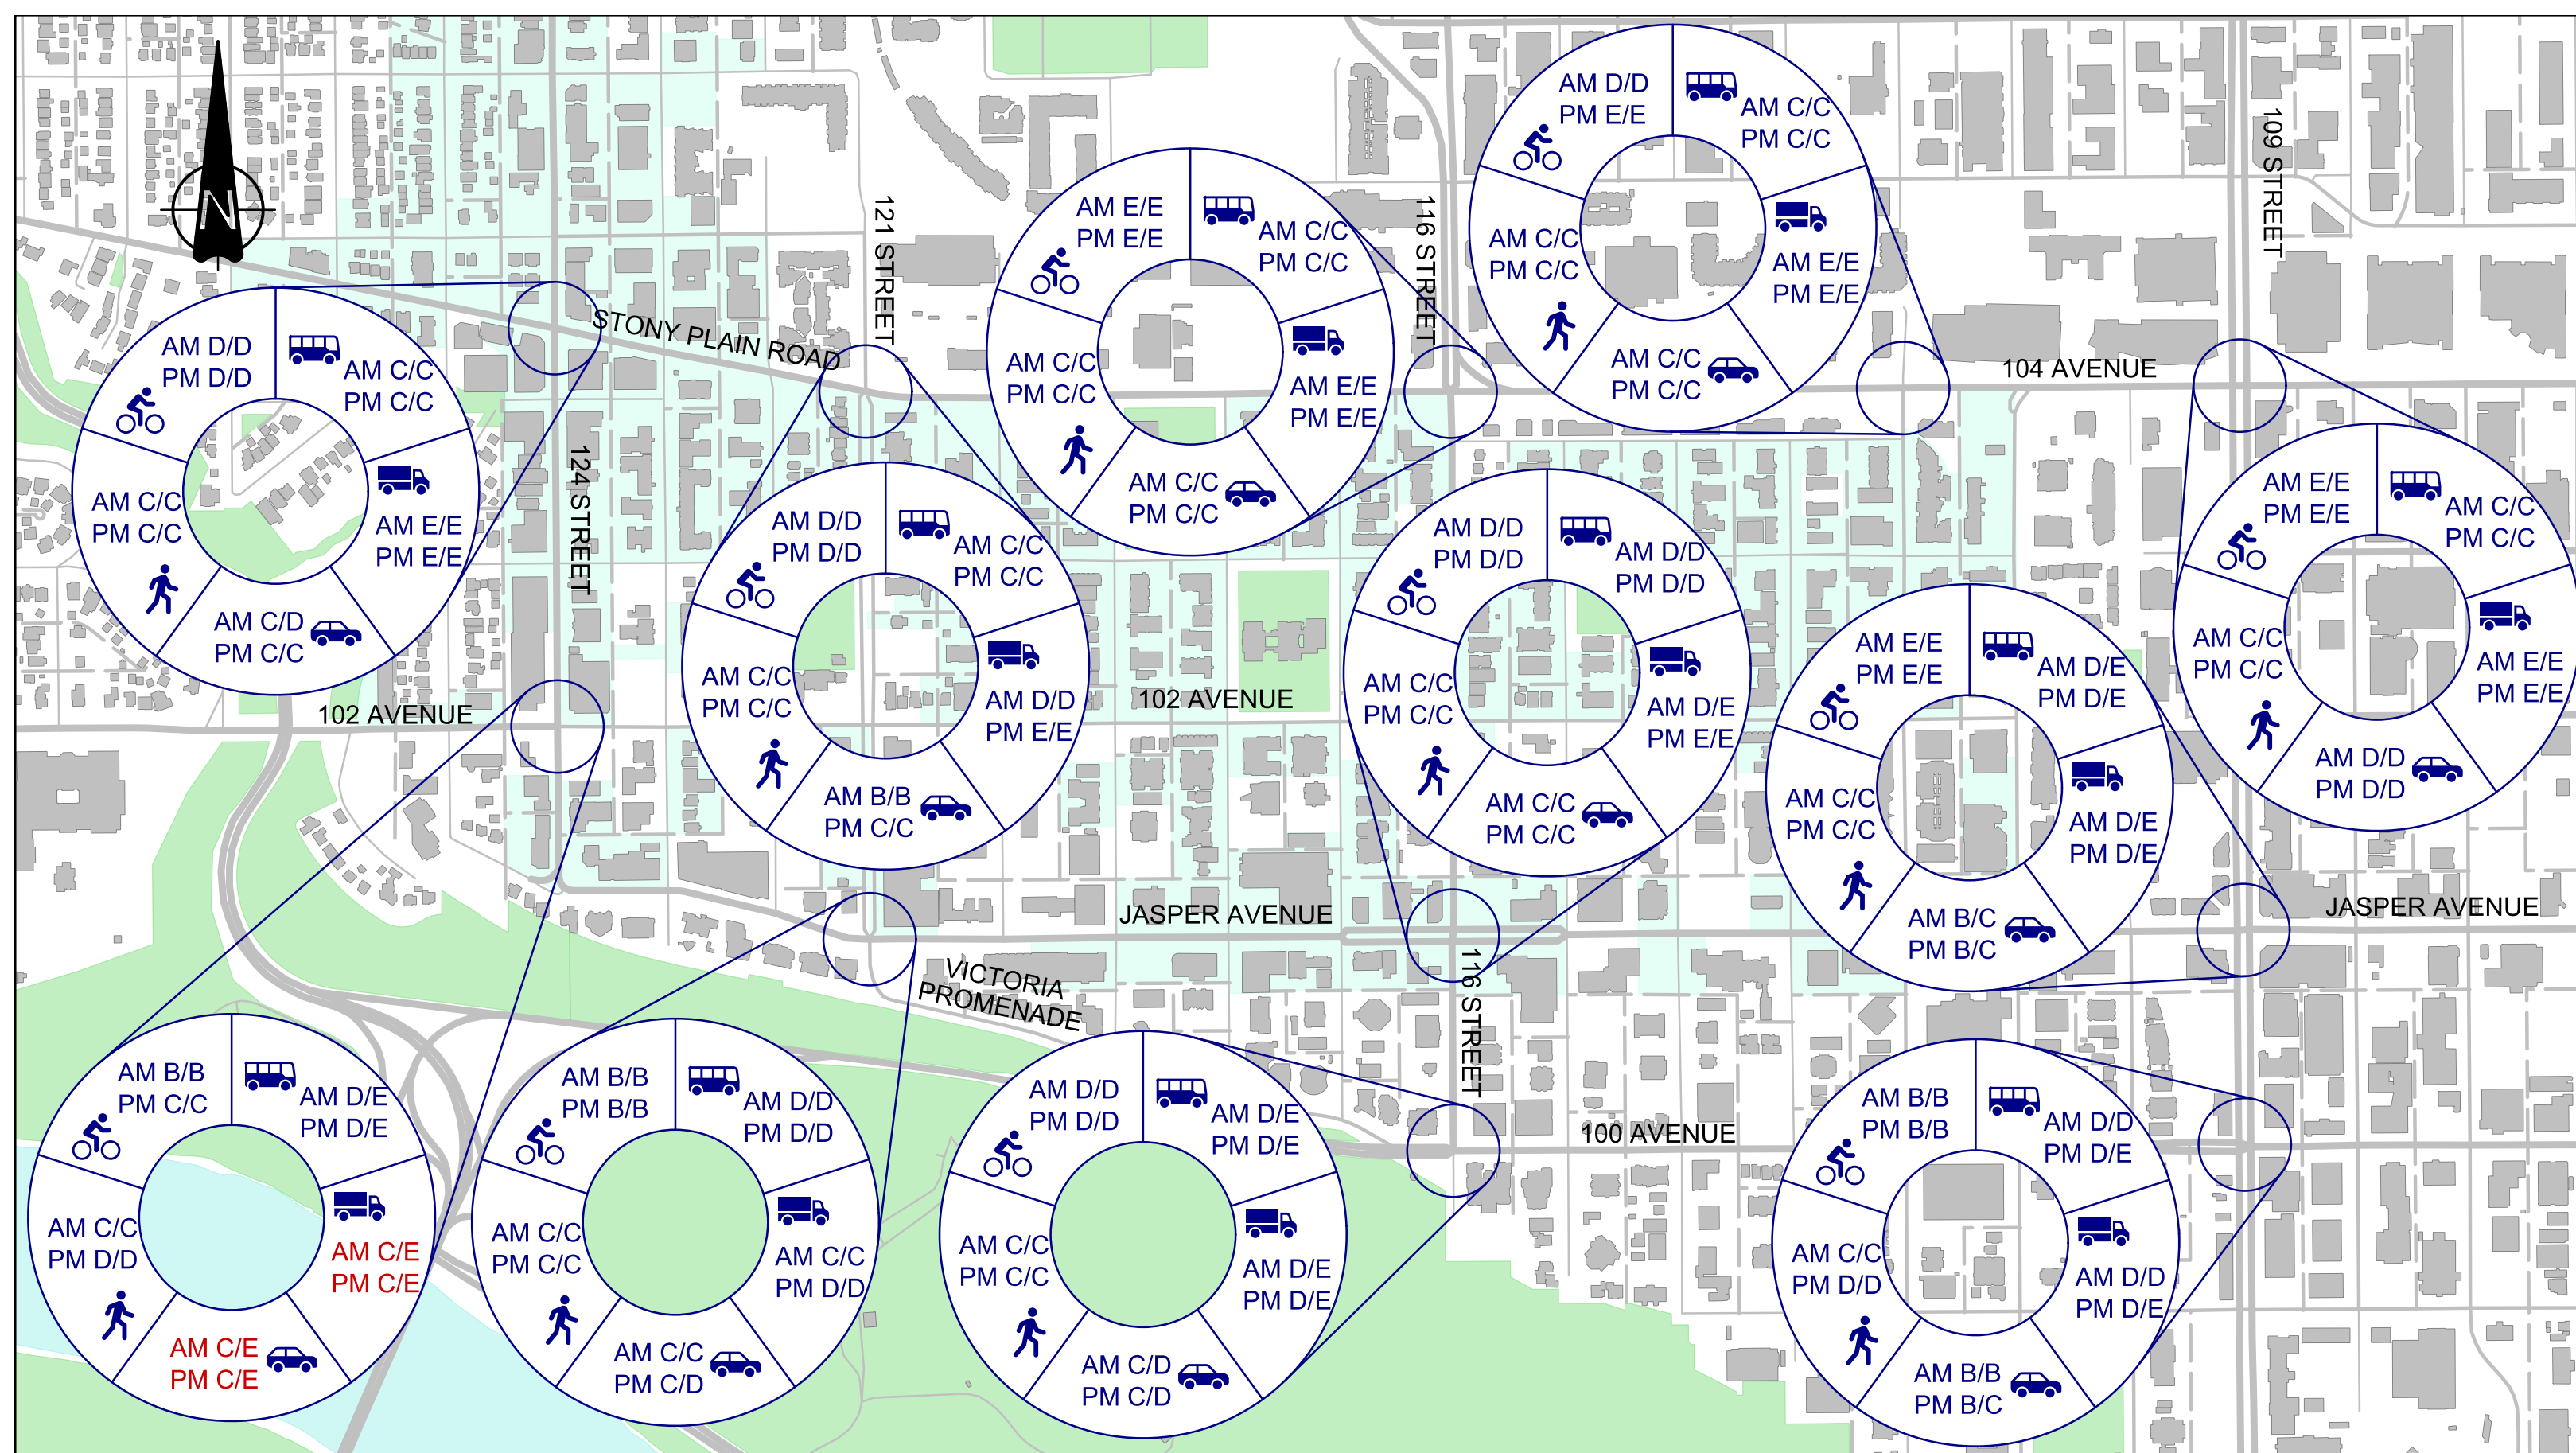 N
STONY PLAIN ROAD
121 STREET
116 STREET
109 STREET
104 AVENUE
124 STREET
102 AVENUE
102 AVENUE
JASPER AVENUE
JASPER AVENUE
VICTORIA
PROMENADE
116 STREET
100 AVENUE
AM D/D
PM E/E
AM C/C
PM C/C
AM C/C
PM C/C
AM E/E
PM E/E
AM C/C
PM C/C
AM E/E
PM E/E
AM C/C
PM C/C
AM C/C
PM C/C
AM E/E
PM E/E
AM C/C
PM C/C
AM D/D
PM D/D
AM C/C
PM C/C
AM C/C
PM C/C
AM E/E
PM E/E
AM C/D
PM C/C
AM D/D
PM D/D
AM C/C
PM C/C
AM C/C
PM C/C
AM D/D
PM E/E
AM B/B
PM C/C
AM D/D
PM D/D
AM D/D
PM D/D
AM C/C
PM C/C
AM D/E
PM E/E
AM C/C
PM C/C
AM E/E
PM E/E
AM D/E
PM D/E
AM C/C
PM C/C
AM D/E
PM D/E
AM B/C
PM B/C
AM E/E
PM E/E
AM C/C
PM C/C
AM C/C
PM C/C
AM E/E
PM E/E
AM D/D
PM D/D
AM B/B
PM C/C
AM D/E
PM D/E
AM C/C
PM D/D
AM C/E
PM C/E
AM C/E
PM C/E
AM B/B
PM B/B
AM D/D
PM D/D
AM C/C
PM C/C
AM C/C
PM D/D
AM C/C
PM C/D
AM D/D
PM D/D
AM D/E
PM D/E
AM C/C
PM C/C
AM D/E
PM D/E
AM C/D
PM C/D
AM B/B
PM B/B
AM D/D
PM D/E
AM C/C
PM D/D
AM D/D
PM D/E
AM B/B
PM B/C